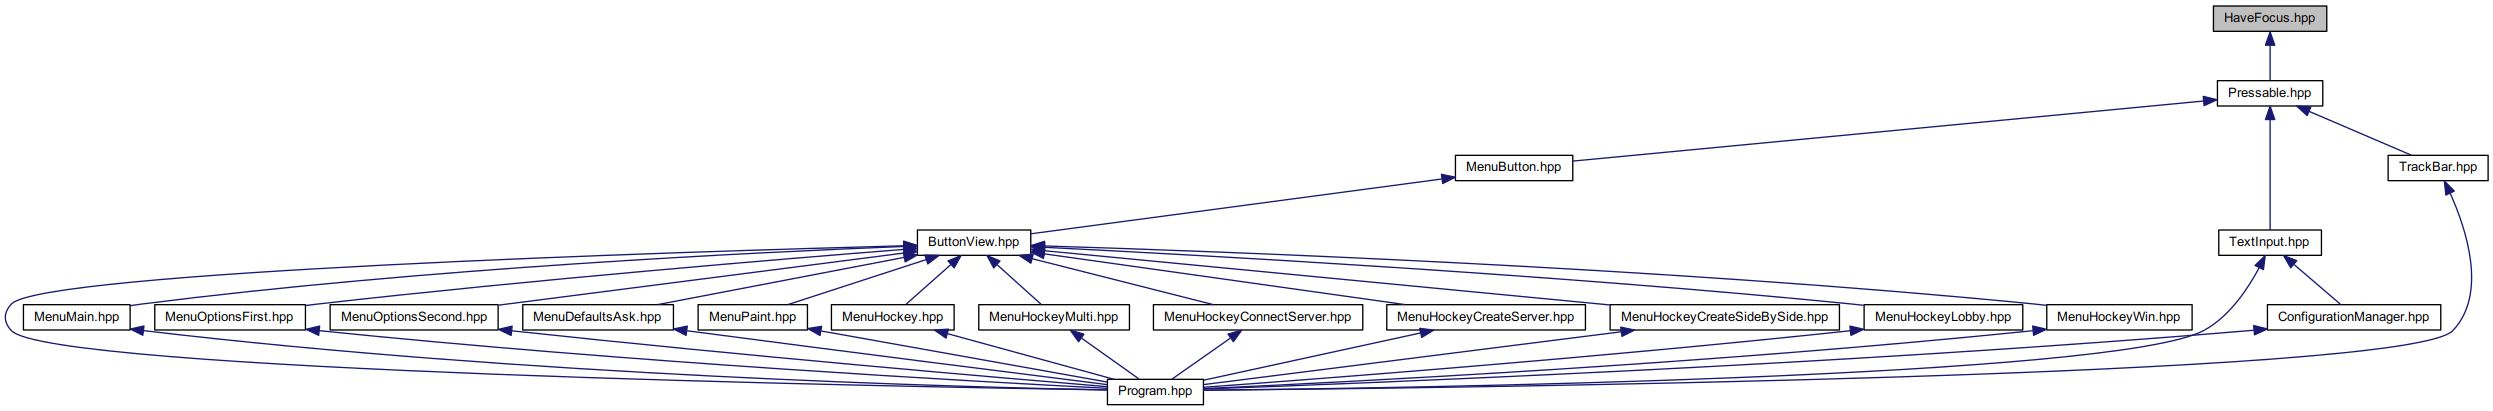 HaveFocus.hpp
Pressable.hpp
MenuButton.hpp
TrackBar.hpp
ButtonView.hpp
TextInput.hpp
MenuMain.hpp
MenuOptionsFirst.hpp
MenuOptionsSecond.hpp
MenuDefaultsAsk.hpp
MenuPaint.hpp
MenuHockey.hpp
MenuHockeyMulti.hpp
MenuHockeyConnectServer.hpp
MenuHockeyCreateServer.hpp
MenuHockeyCreateSideBySide.hpp
MenuHockeyLobby.hpp
MenuHockeyWin.hpp
ConfigurationManager.hpp
Program.hpp